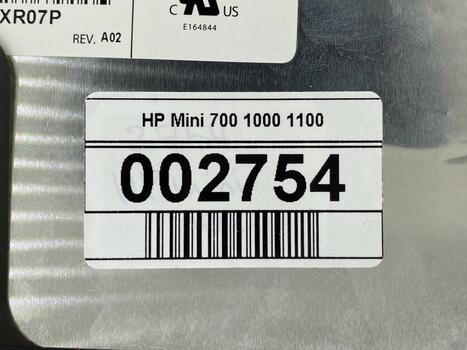 XR07P
C US
E164844
REV. A02
HP Mini 700 1000 1100
002754